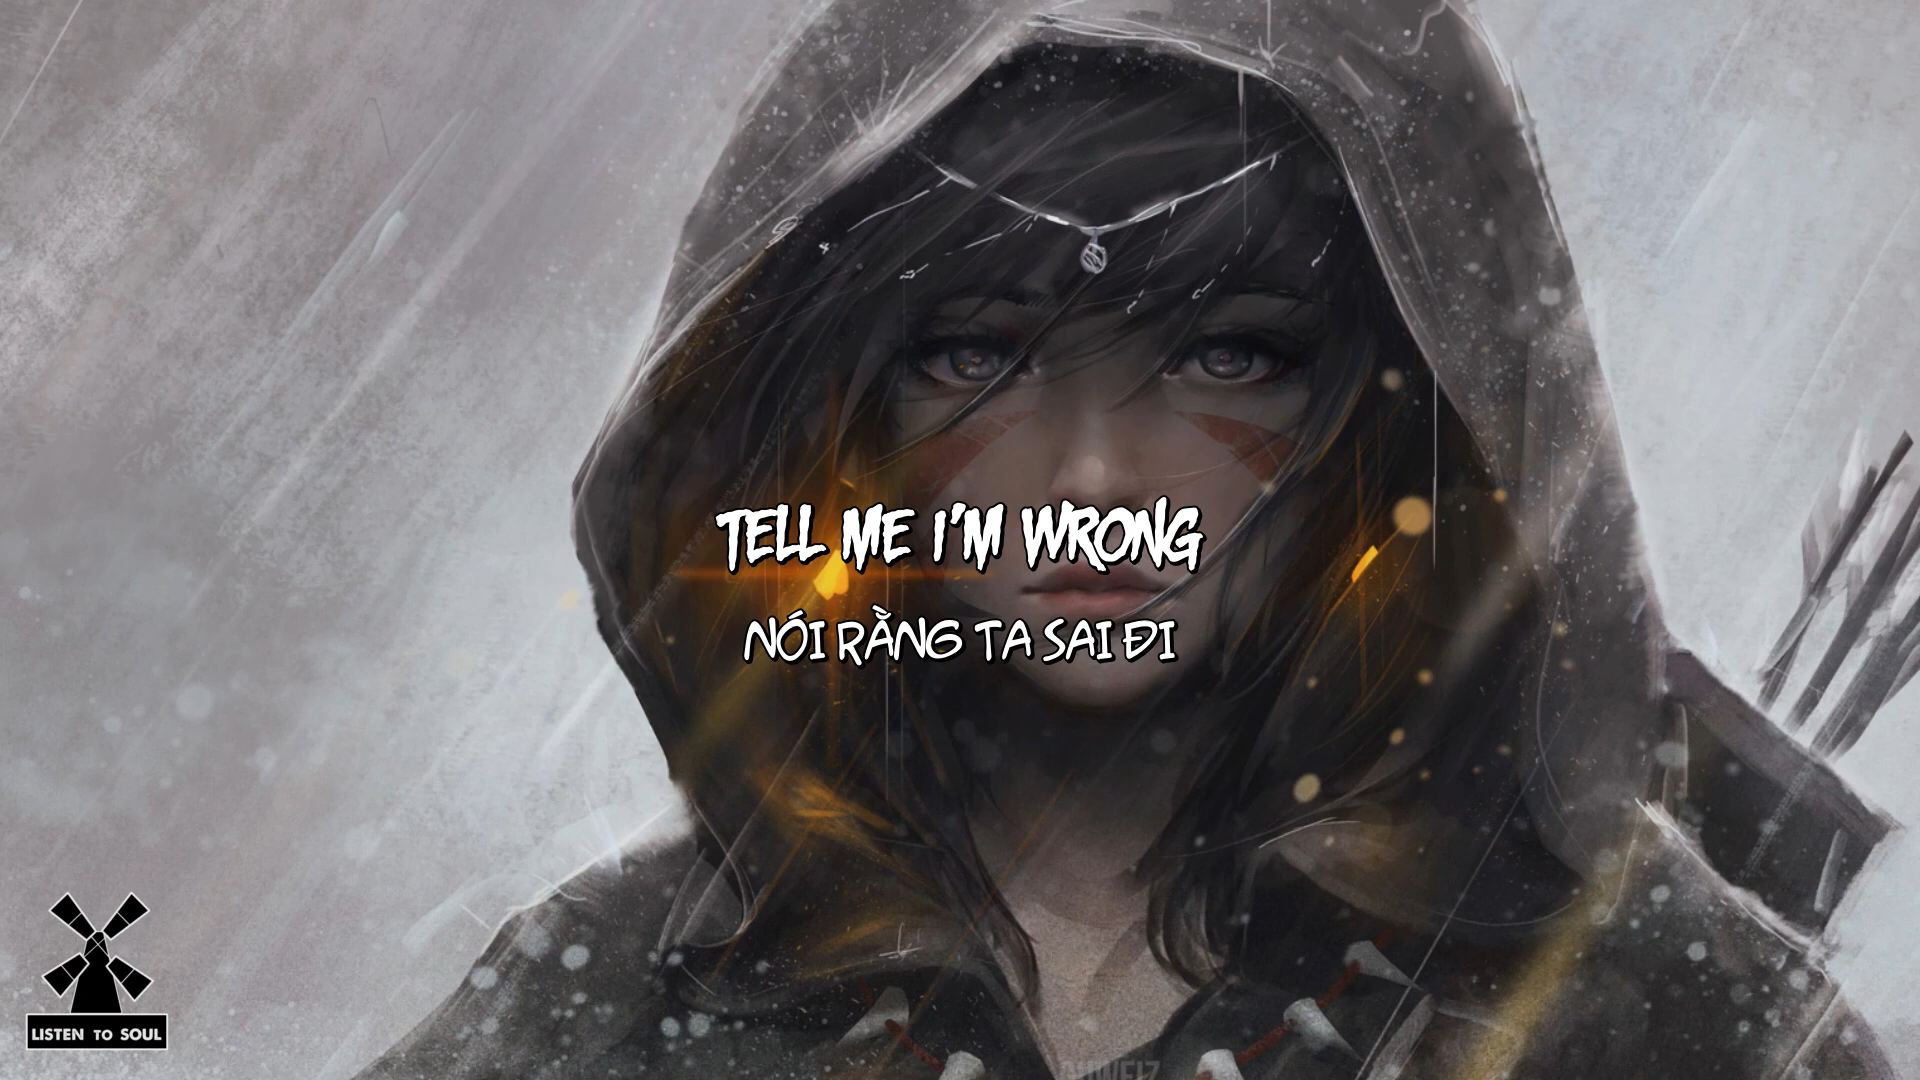 TELL ME I'M WRONG
NÓI RẰNG TA SAI ĐI
LISTEN TO SOUL